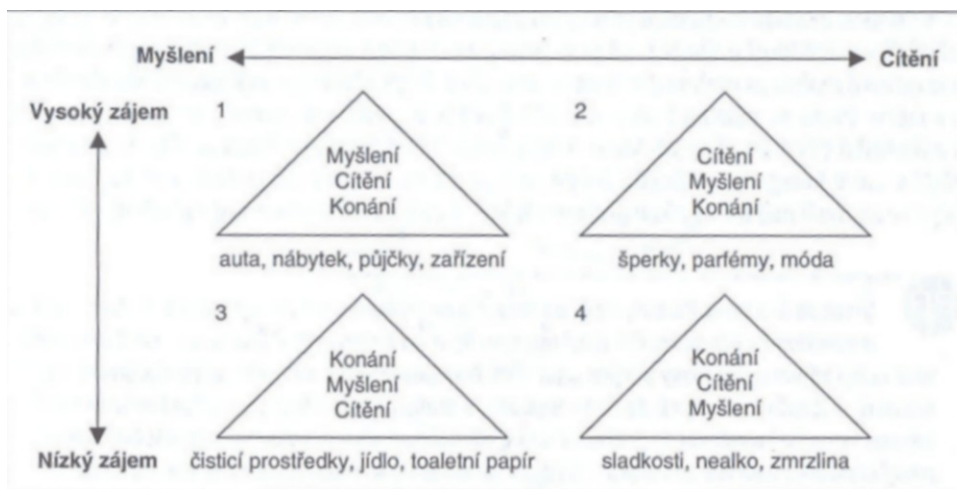 Myšlení Cítění
Vysoký zájem 1 2
Myšlení Cítění
Cítění Myšlení
Konání Konání
auta, nábytek, půjčky, zařízení šperky, parfémy, móda
3 4
Konání Konání
Myšlení Cítění
Cítění Myšlení
Nízký zájem čisticí prostředky, jídlo, toaletní papír sladkosti, nealko, zmrzlina